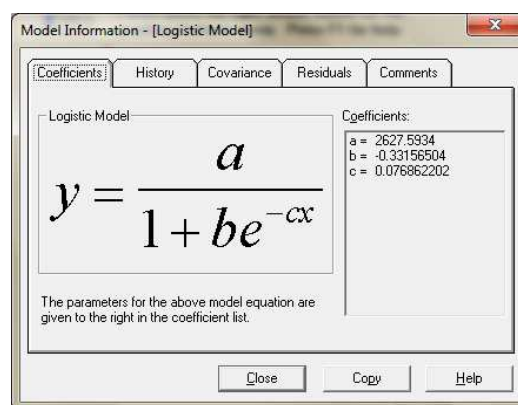 Model Information - [Logistic Model]
Coefficients History Covariance Residuals Comments
Logistic Model
y = a / (1 + be^{-cx})
The parameters for the above model equation are
given to the right in the coefficient list.
Coefficients:
a = 2627.5934
b = -0.33156504
c = 0.076862202
Close Copy Help